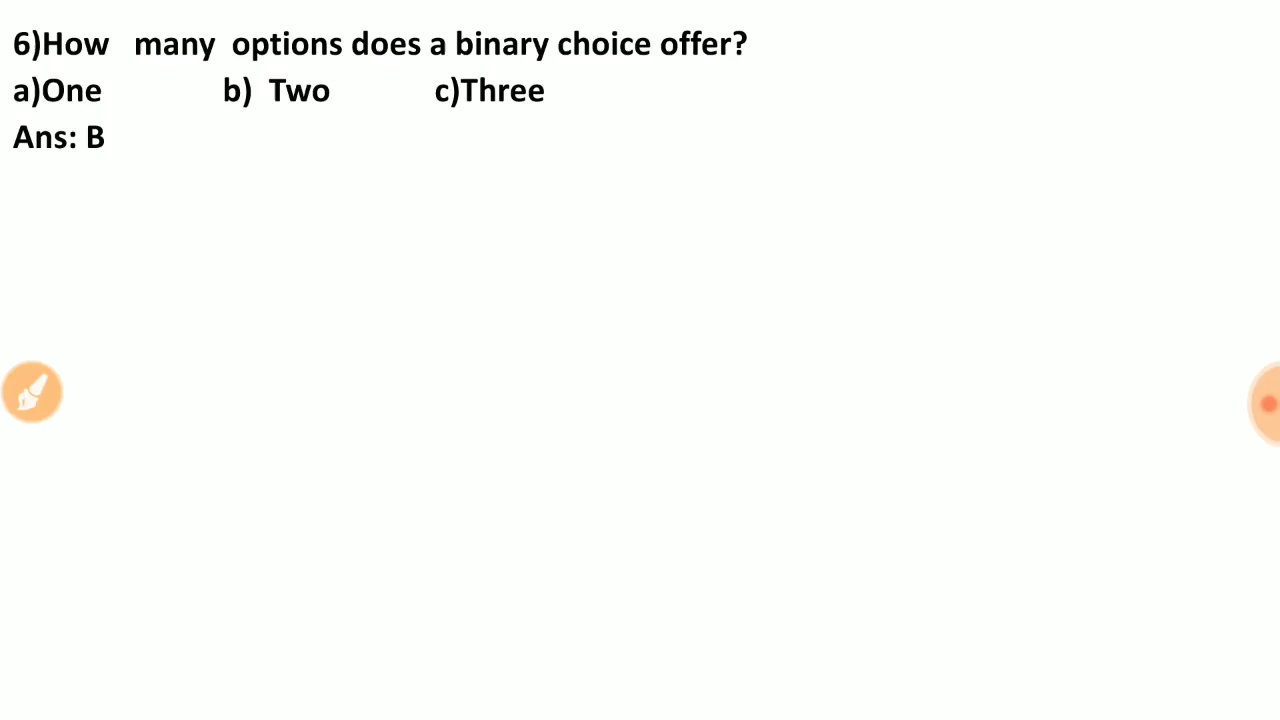 6)How many options does a binary choice offer?
a)One b) Two c)Three
Ans: B